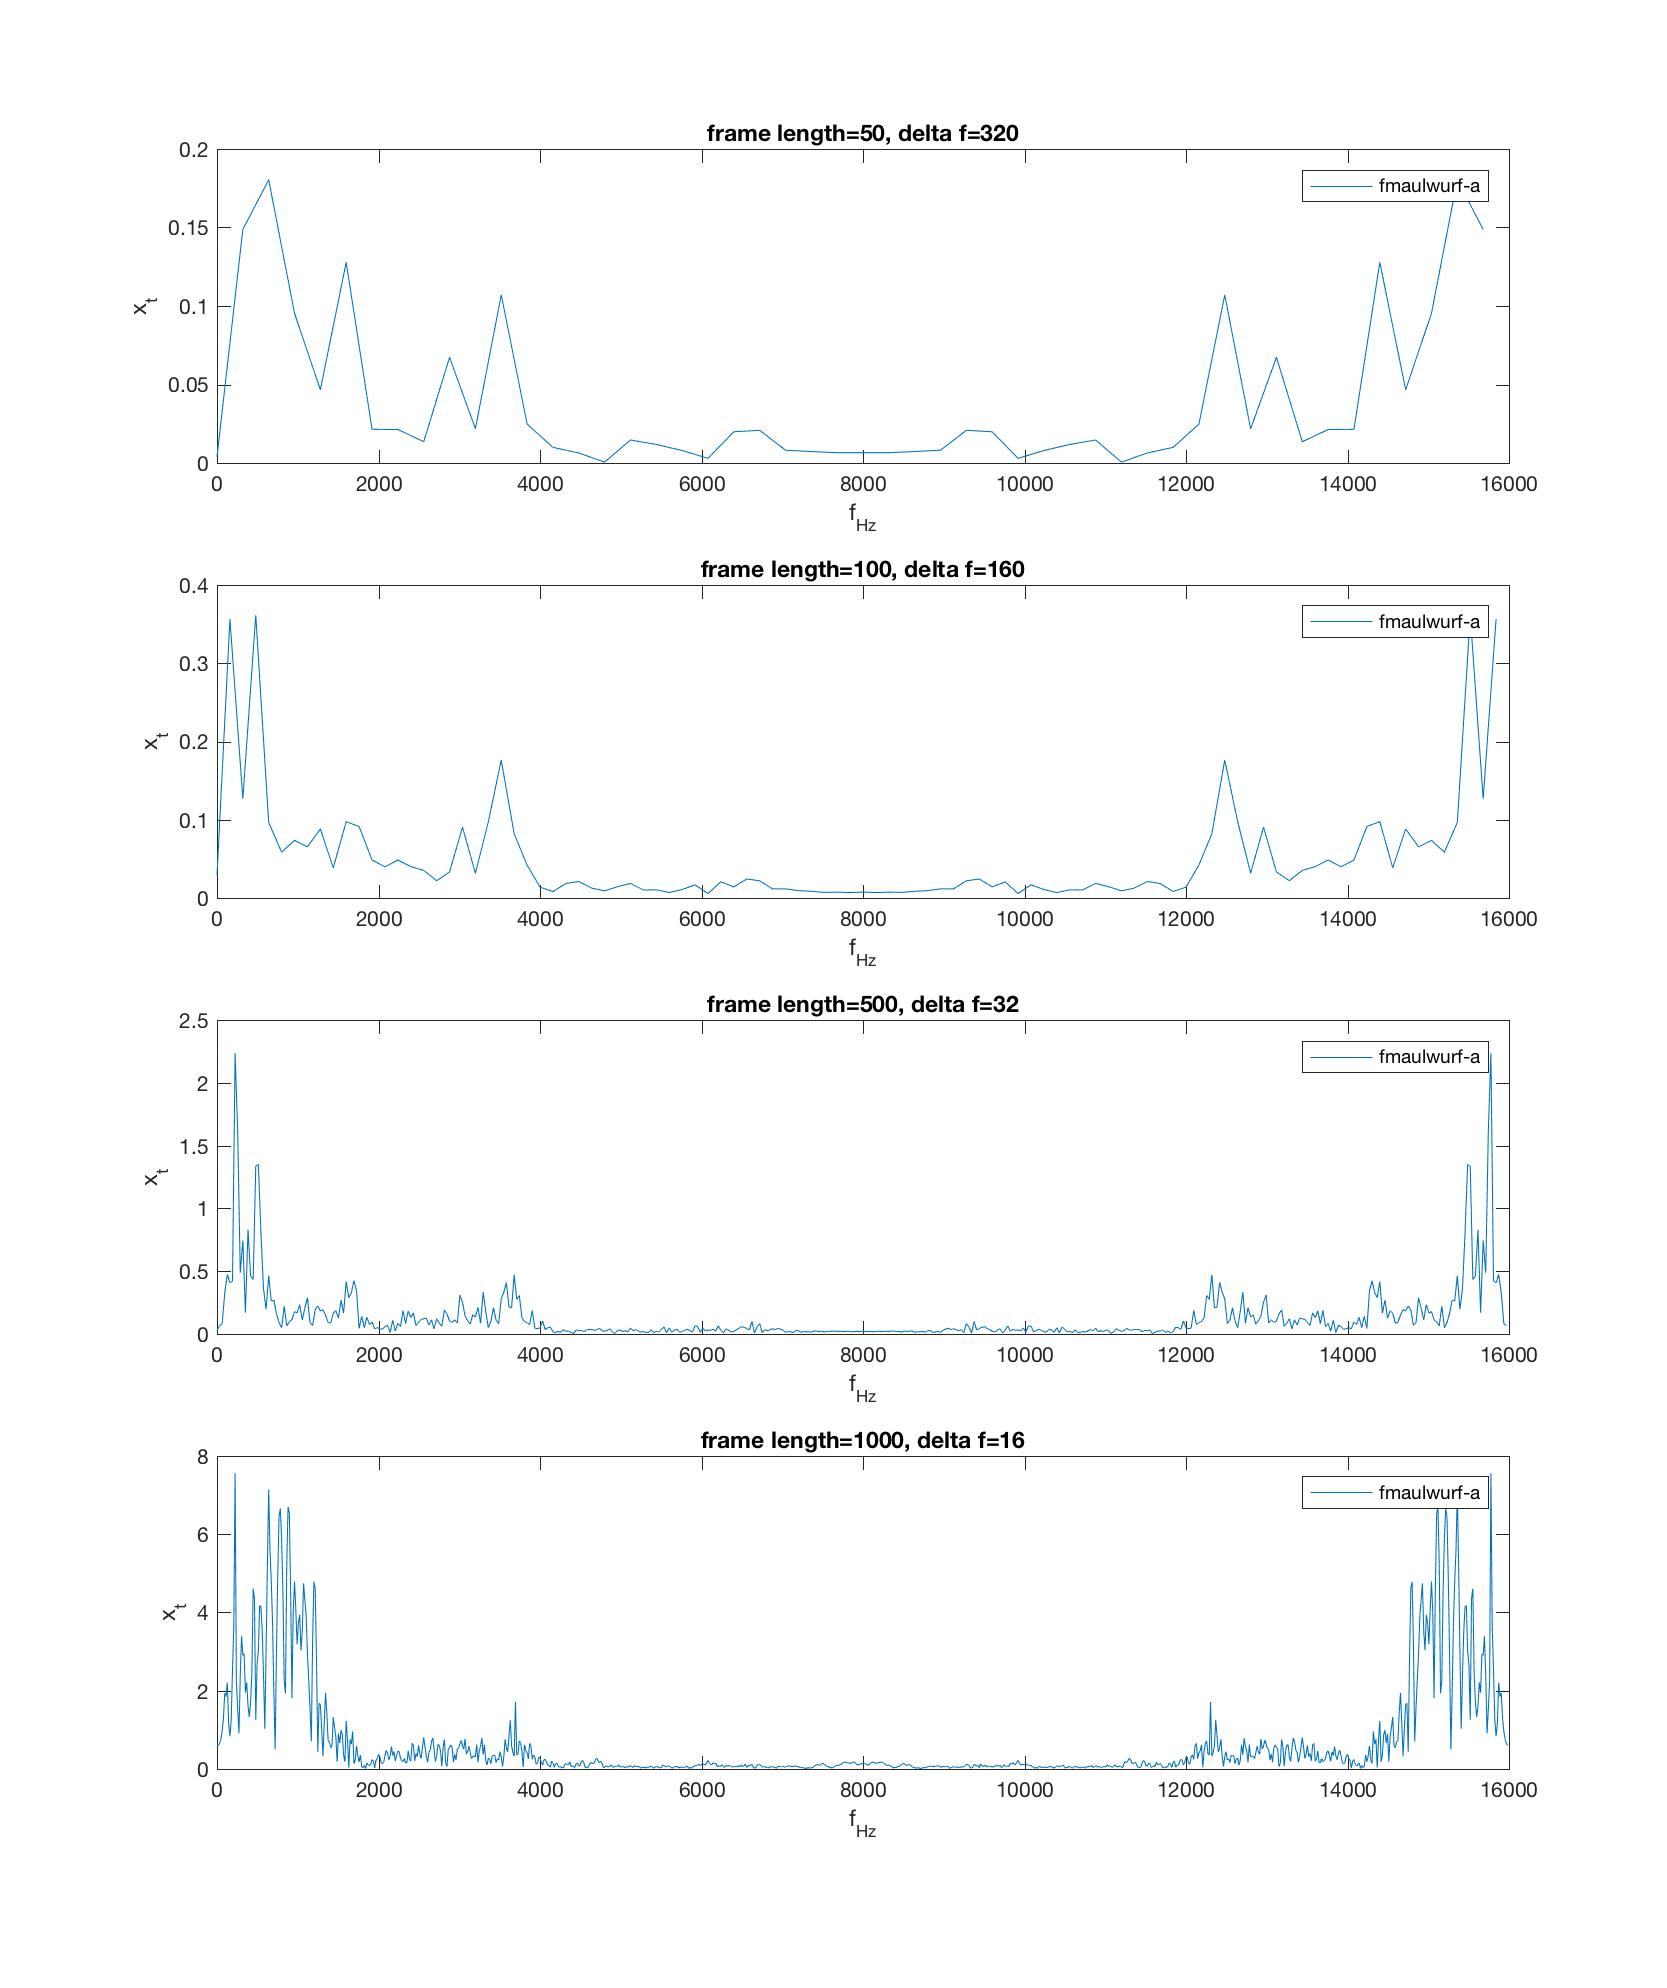 frame length=50, delta f=320
0.2
0.15
0.1
0.05
0
x_t
fmaulwurf-a
0 2000 4000 6000 8000 10000 12000 14000 16000
f_Hz
frame length=100, delta f=160
0.4
0.3
0.2
0.1
0
x_t
fmaulwurf-a
0 2000 4000 6000 8000 10000 12000 14000 16000
f_Hz
frame length=500, delta f=32
2.5
2
1.5
1
0.5
0
x_t
fmaulwurf-a
0 2000 4000 6000 8000 10000 12000 14000 16000
f_Hz
frame length=1000, delta f=16
8
6
4
2
0
x_t
fmaulwurf-a
0 2000 4000 6000 8000 10000 12000 14000 16000
f_Hz